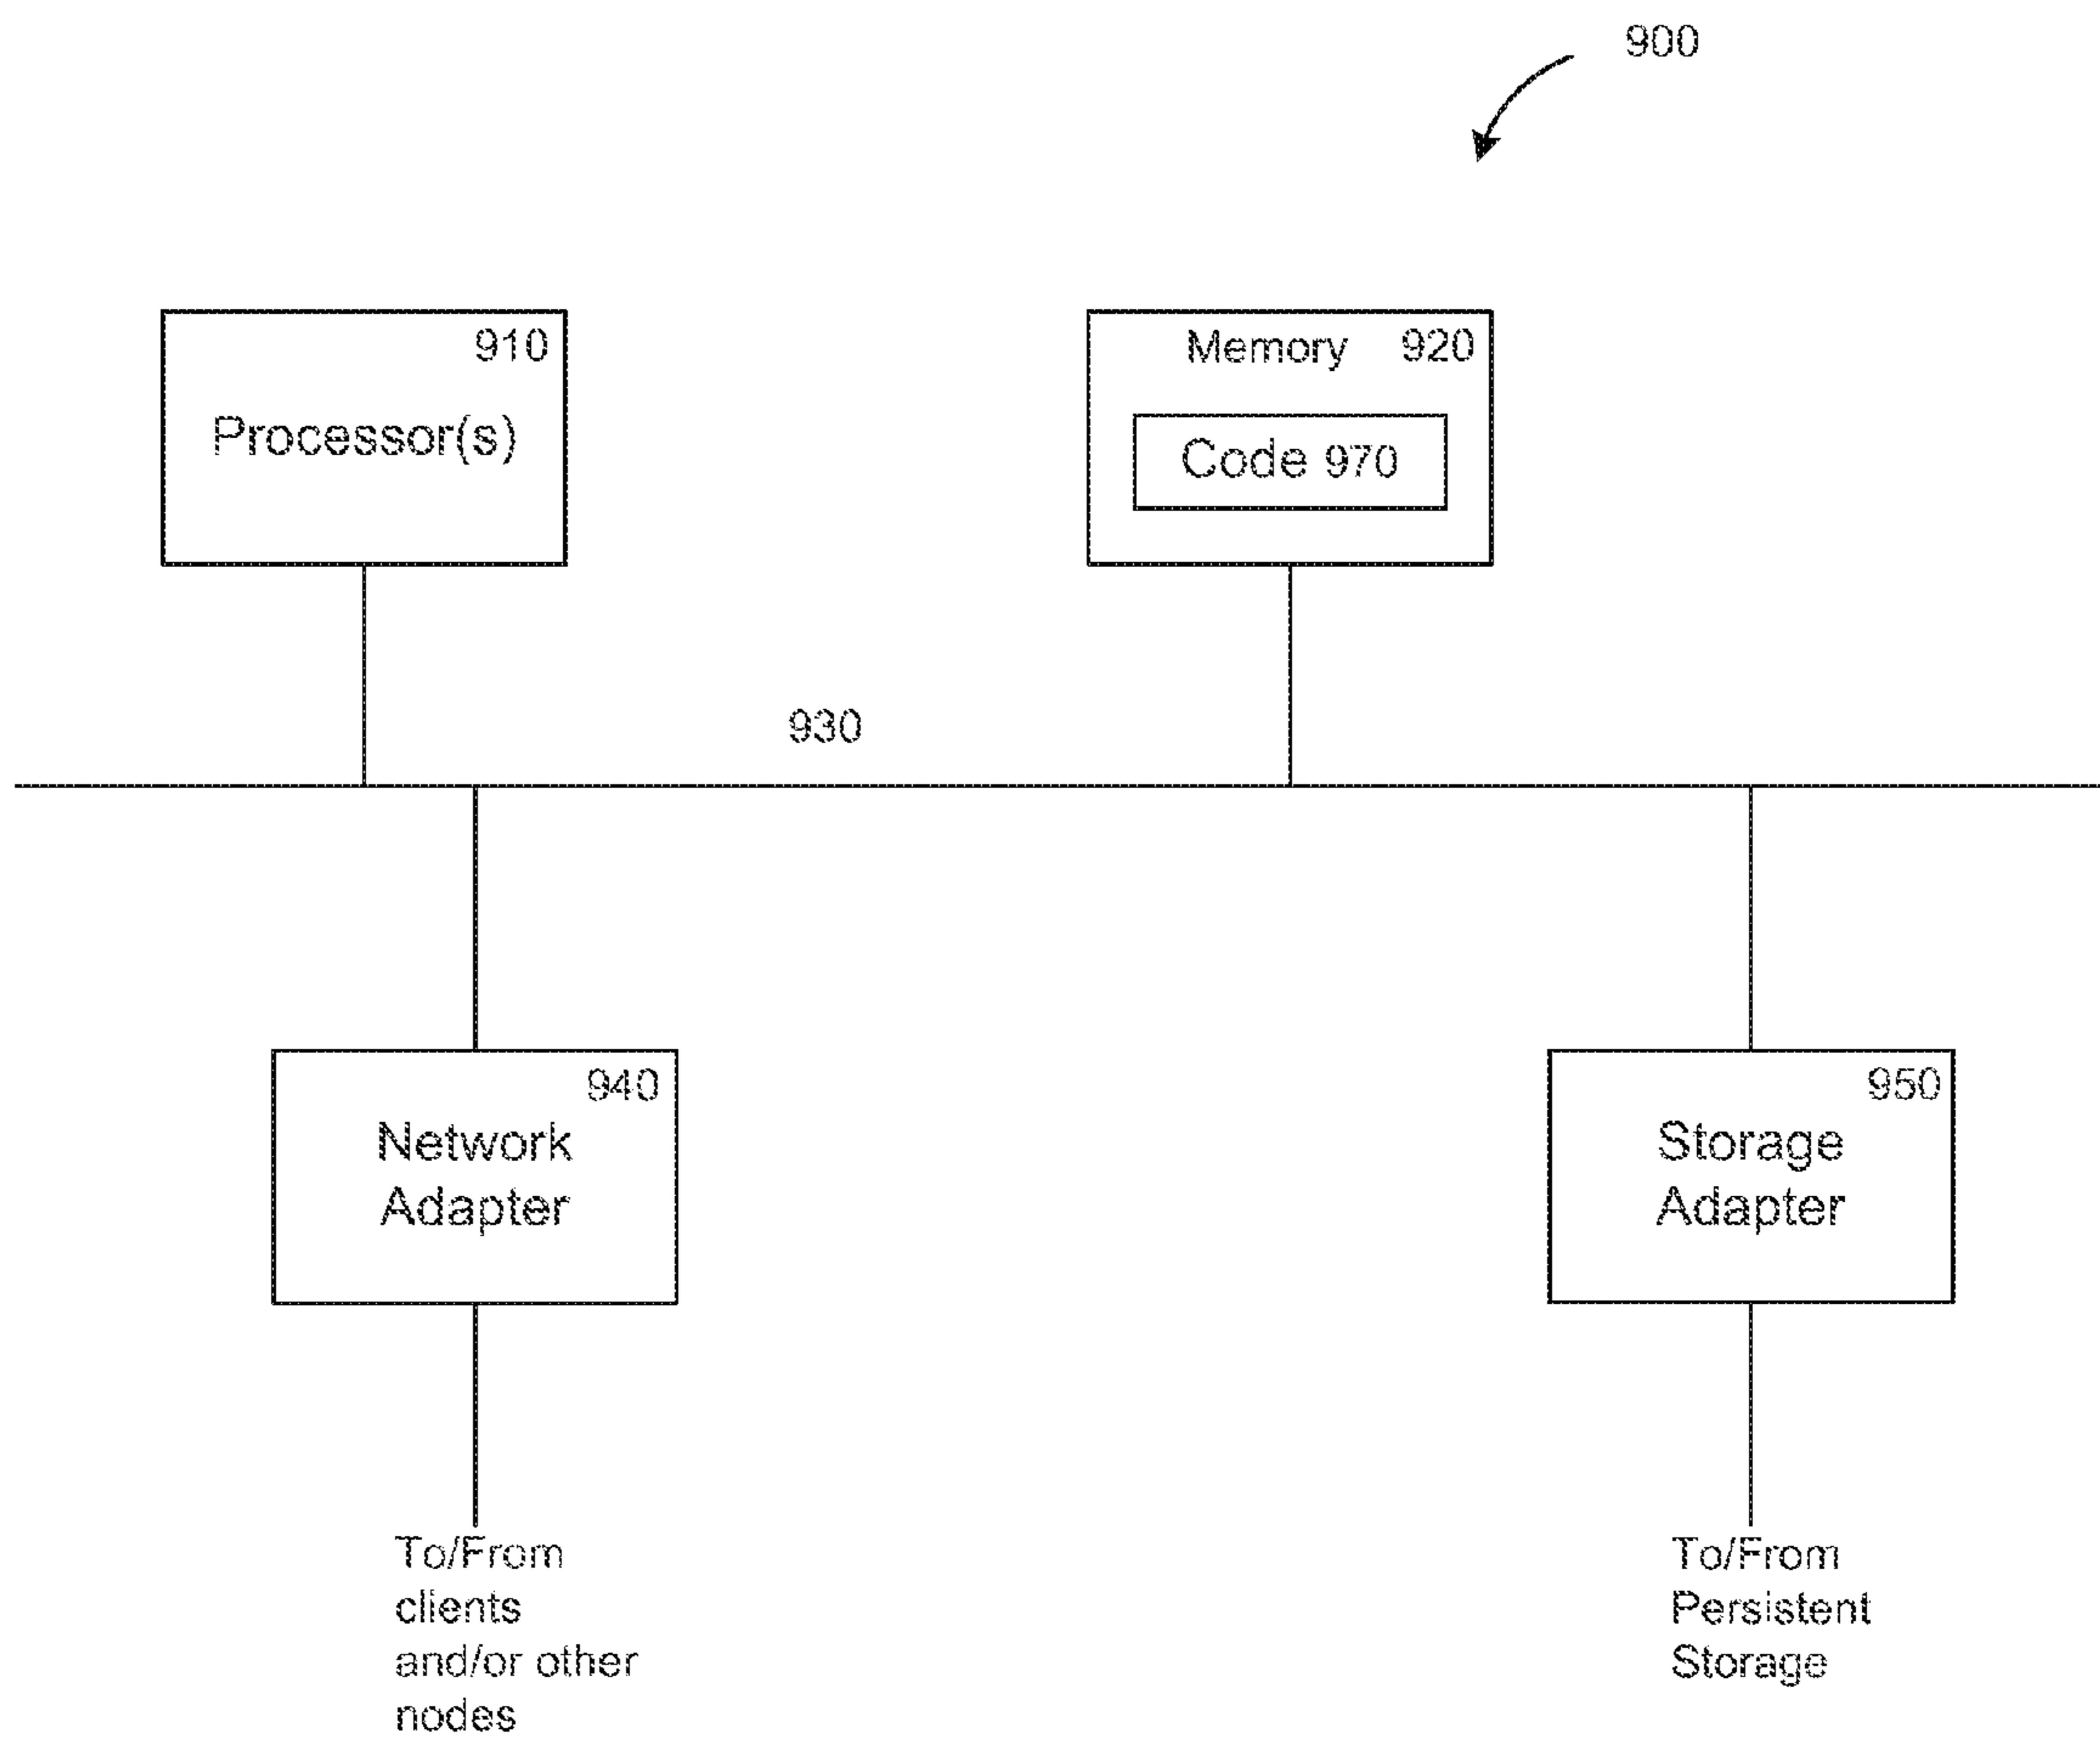 900
910
Processor(s)
Memory 920
Code 970
930
940
Network
Adapter
950
Storage
Adapter
To/From
clients
and/or other
nodes
To/From
Persistent
Storage